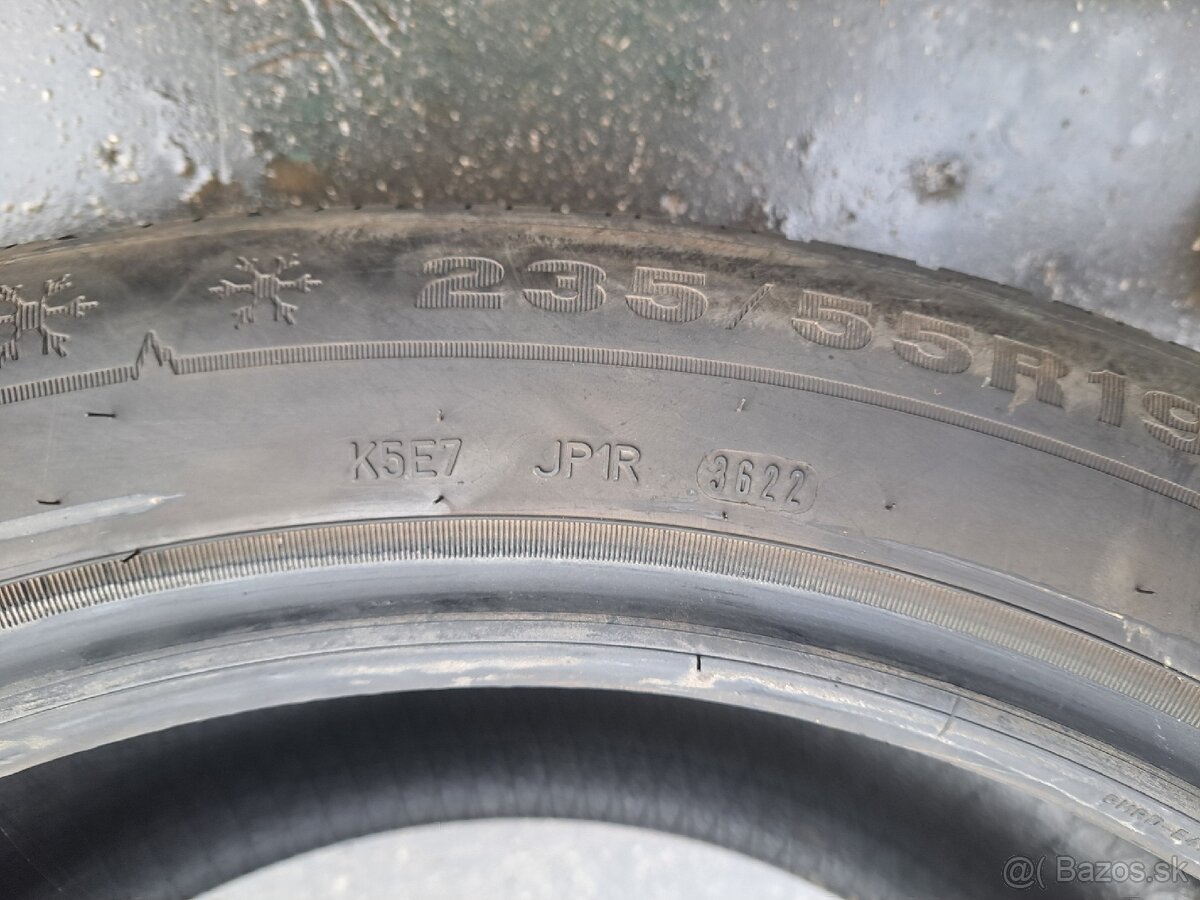 235/55R19
K5E7 JP1R 3622
@( Bazos.sk